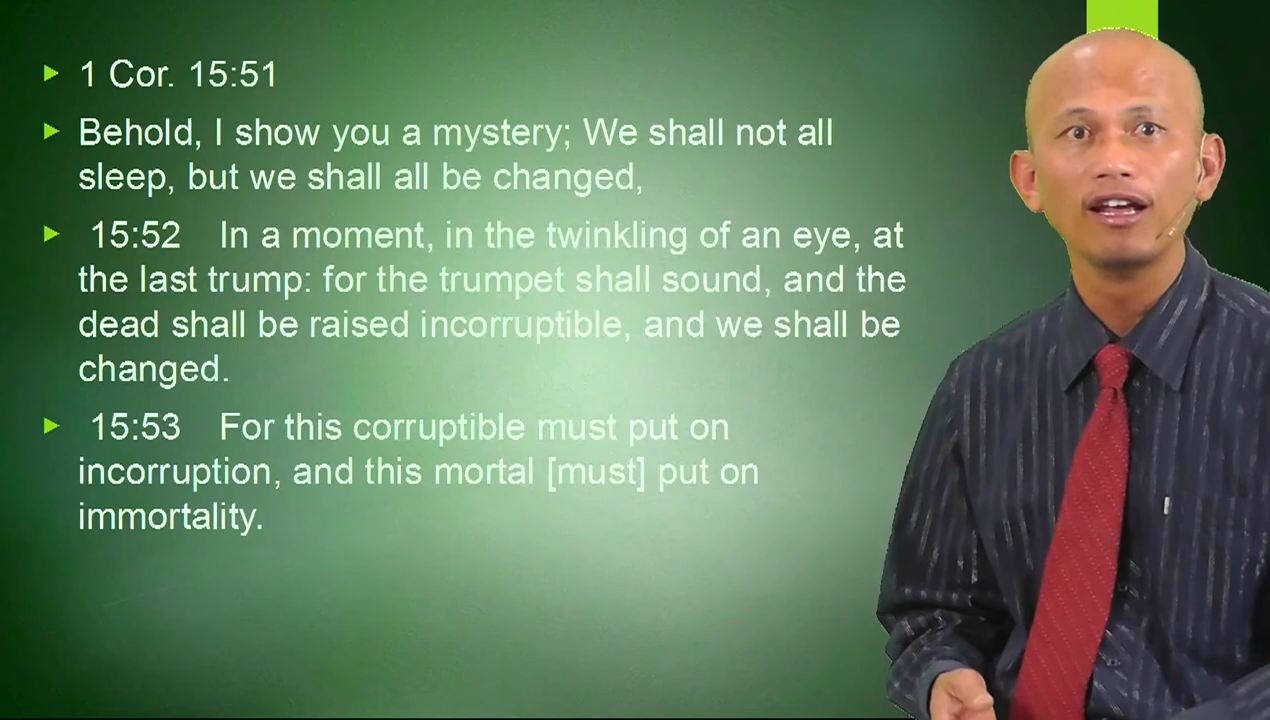 1 Cor. 15:51
Behold, I show you a mystery; We shall not all
sleep, but we shall all be changed,
15:52 In a moment, in the twinkling of an eye, at
the last trump: for the trumpet shall sound, and the
dead shall be raised incorruptible, and we shall be
changed.
15:53 For this corruptible must put on
incorruption, and this mortal [must] put on
immortality.